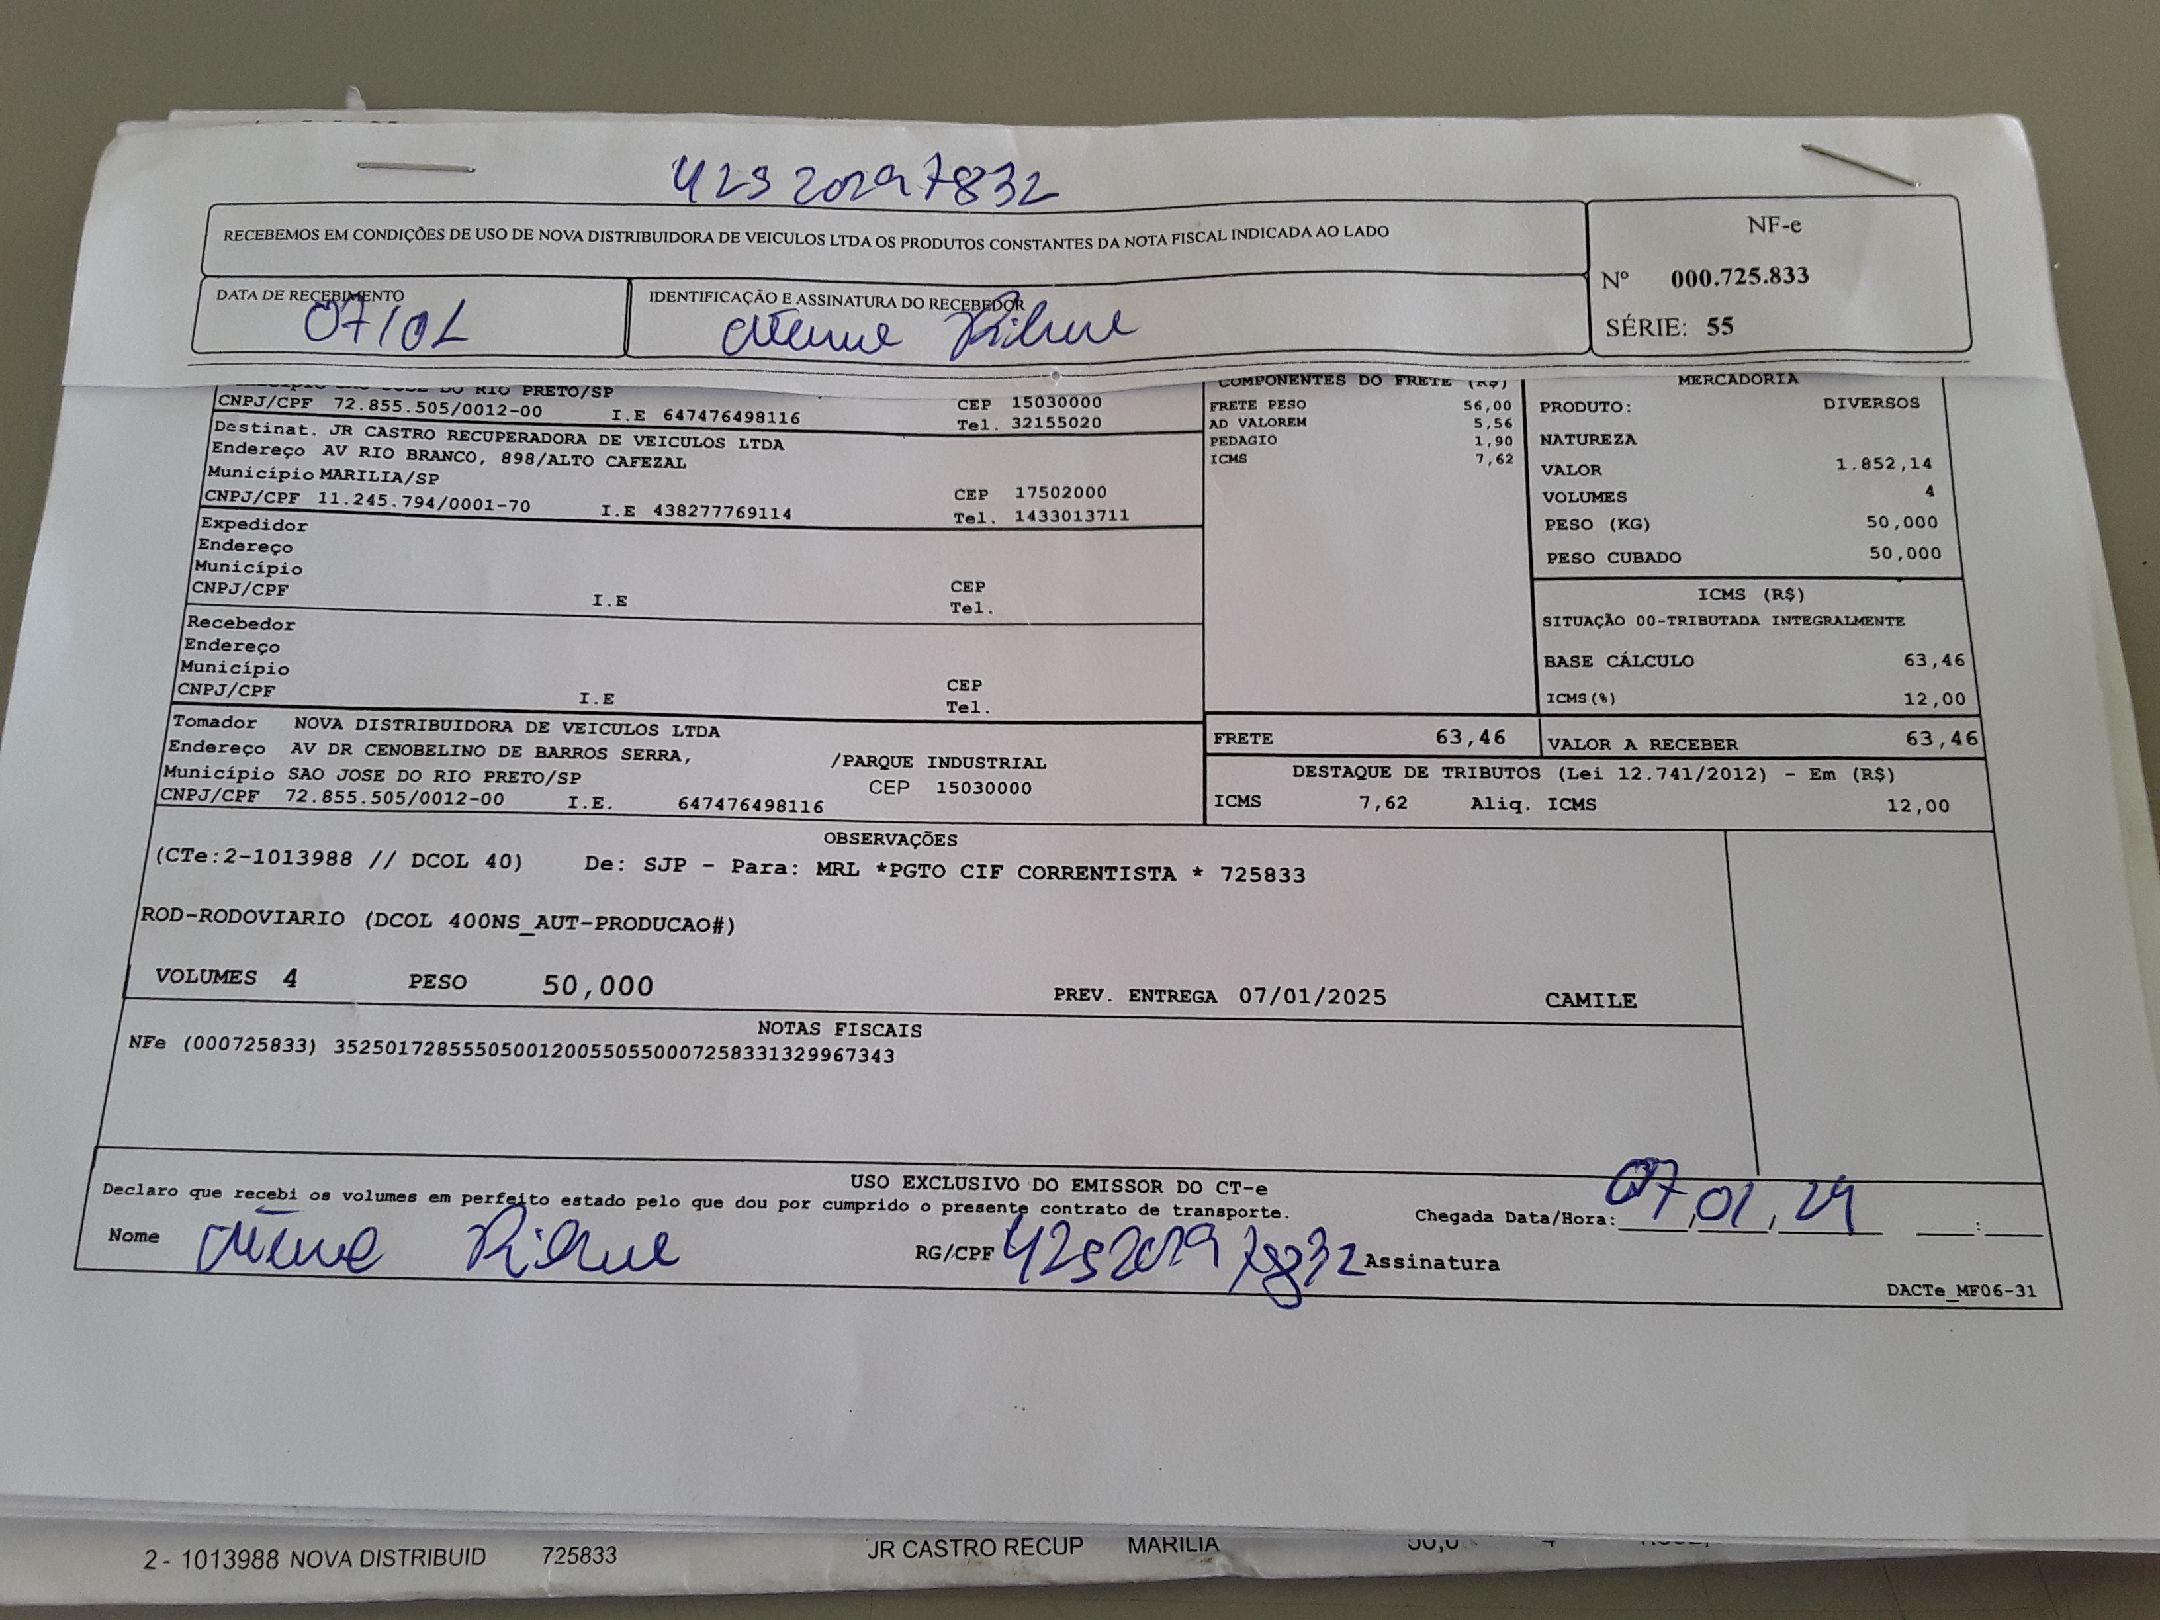 42520297832
RECEBEMOS EM CONDIÇÕES DE USO DE NOVA DISTRIBUIDORA DE VEICULOS LTDA OS PRODUTOS CONSTANTES DA NOTA FISCAL INDICADA AO LADO
NF-e
Nº 000.725.833
SÉRIE: 55
DATA DE RECEBIMENTO
07/01
IDENTIFICAÇÃO E ASSINATURA DO RECEBEDOR
DO RIO PRETO/SP
CEP 15030000
CNPJ/CPF 72.855.505/0012-00 I.E 647476498116 Tel. 32155020
Destinat. JR CASTRO RECUPERADORA DE VEICULOS LTDA
Endereço AV RIO BRANCO, 898/ALTO CAFEZAL
Município MARILIA/SP CEP 17502000
CNPJ/CPF 11.245.794/0001-70 I.E 438277769114 Tel. 1433013711
Expedidor
Endereço
Município CEP
CNPJ/CPF I.E Tel.
Recebedor
Endereço
Município CEP
CNPJ/CPF I.E Tel.
Tomador NOVA DISTRIBUIDORA DE VEICULOS LTDA
Endereço AV DR CENOBELINO DE BARROS SERRA, /PARQUE INDUSTRIAL
Município SAO JOSE DO RIO PRETO/SP CEP 15030000
CNPJ/CPF 72.855.505/0012-00 I.E. 647476498116
COMPONENTES DO FRETE (R$)
FRETE PESO 56,00
AD VALOREM 5,56
PEDAGIO 1,90
ICMS 7,62
MERCADORIA
PRODUTO: DIVERSOS
NATUREZA
VALOR 1.852,14
VOLUMES 4
PESO (KG) 50,000
PESO CUBADO 50,000
ICMS (R$)
SITUAÇÃO 00-TRIBUTADA INTEGRALMENTE
BASE CÁLCULO 63,46
ICMS(%) 12,00
FRETE 63,46 VALOR A RECEBER 63,46
DESTAQUE DE TRIBUTOS (Lei 12.741/2012) - Em (R$)
ICMS 7,62 Aliq. ICMS 12,00
OBSERVAÇÕES
(CTe:2-1013988 // DCOL 40) De: SJP - Para: MRL *PGTO CIF CORRENTISTA * 725833
ROD-RODOVIARIO (DCOL 400NS_AUT-PRODUCAO#)
VOLUMES 4 PESO 50,000 PREV. ENTREGA 07/01/2025 CAMILE
NOTAS FISCAIS
NFe (000725833) 35250172855505001200550550007258331329967343
USO EXCLUSIVO DO EMISSOR DO CT-e
Declaro que recebi os volumes em perfeito estado pelo que dou por cumprido o presente contrato de transporte.
Chegada Data/Hora: 07,01, :
Nome RG/CPF Assinatura
DACTe_MF06-31
2 - 1013988 NOVA DISTRIBUID 725833 JR CASTRO RECUP MARILIA